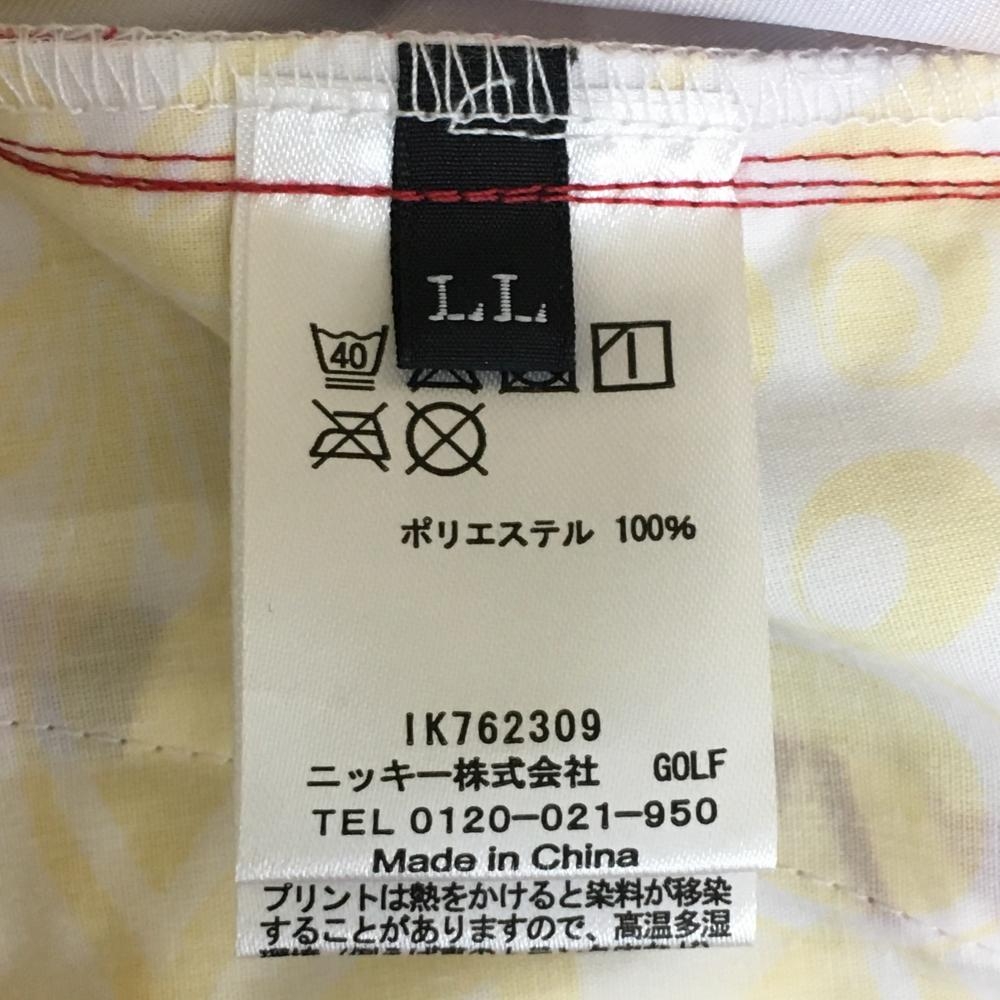 LL
40
ポリエステル 100%
IK762309
ニッキー株式会社 GOLF
TEL 0120-021-950
Made in China
プリントは熱をかけると染料が移染
することがありますので、高温多湿